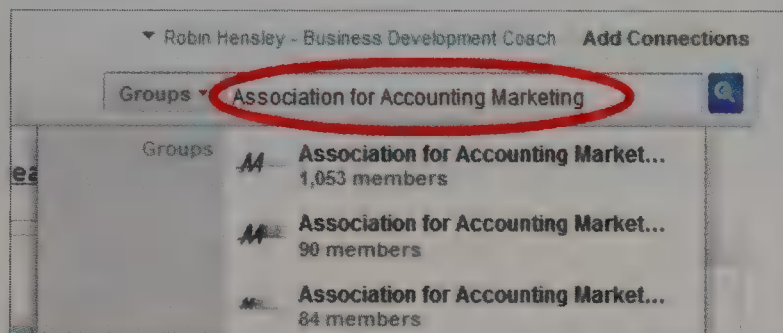 Robin Hensley - Business Development Coach Add Connections
Groups Association for Accounting Marketing
Groups
Association for Accounting Market...
1,053 members
Association for Accounting Market...
90 members
Association for Accounting Market...
84 members